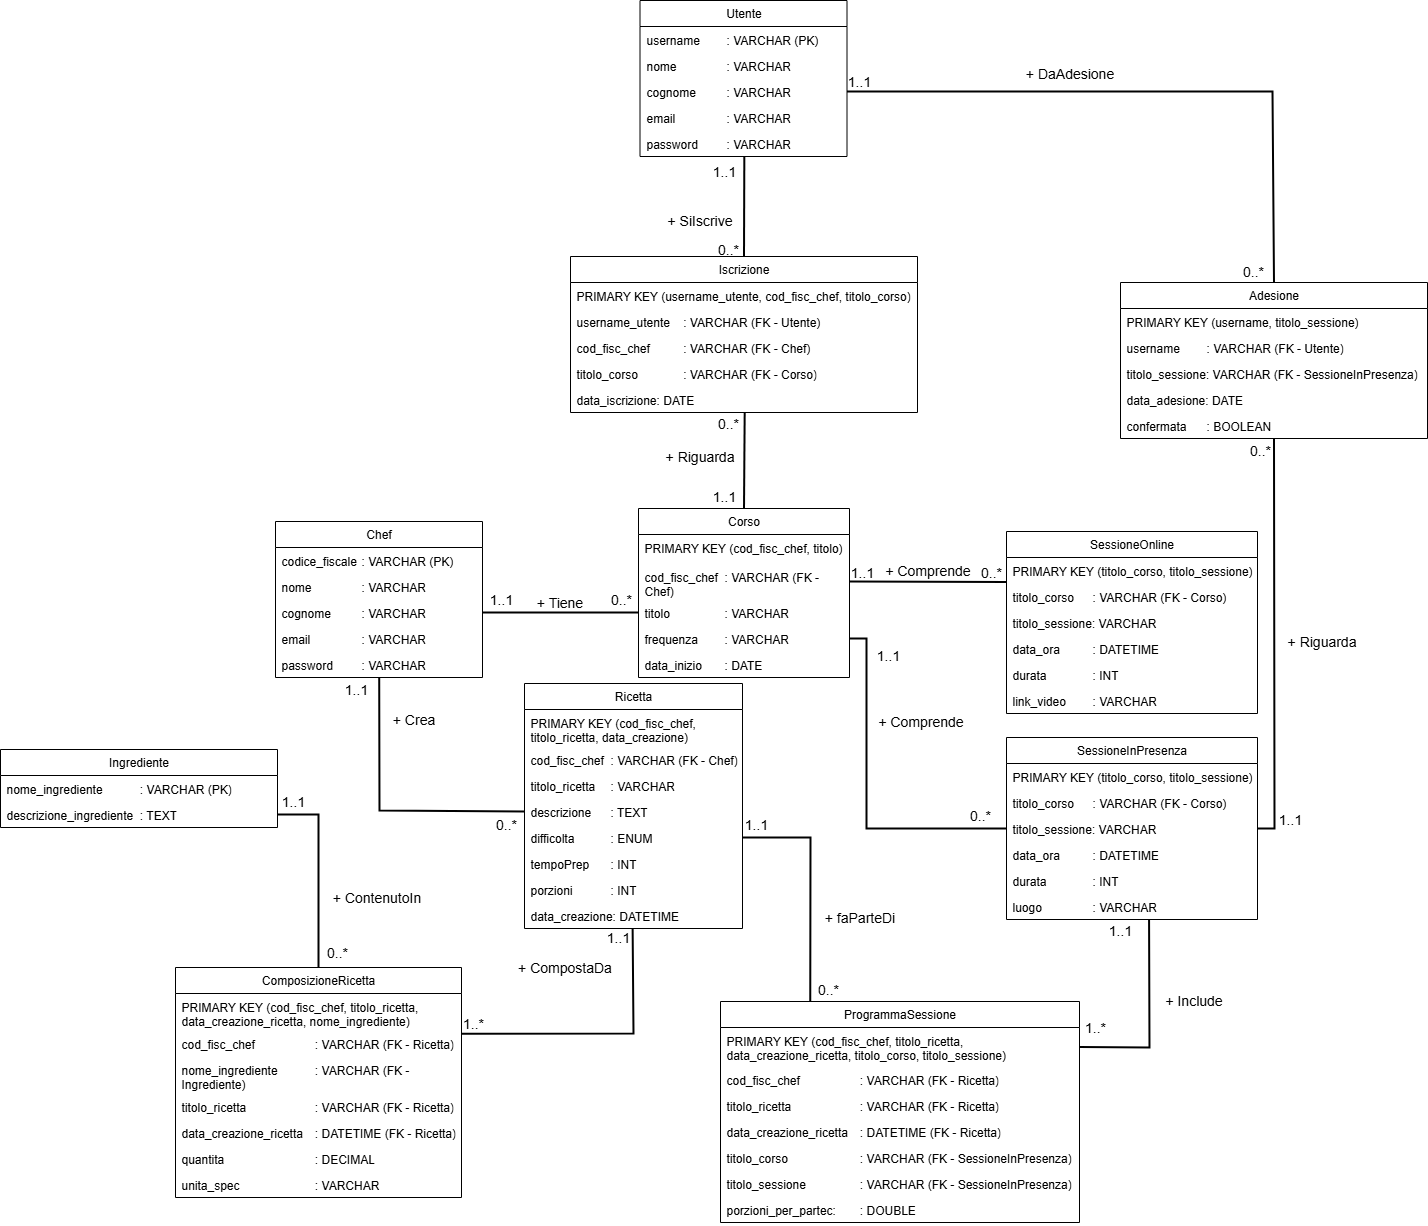 Utente
username : VARCHAR (PK)
nome : VARCHAR
cognome : VARCHAR
email : VARCHAR
password : VARCHAR
1..1
+ DaAdesione
1..1
+ SiIscrive
0..*
0..*
Iscrizione
PRIMARY KEY (username_utente, cod_fisc_chef, titolo_corso)
username_utente : VARCHAR (FK - Utente)
cod_fisc_chef : VARCHAR (FK - Chef)
titolo_corso : VARCHAR (FK - Corso)
data_iscrizione: DATE
Adesione
PRIMARY KEY (username, titolo_sessione)
username : VARCHAR (FK - Utente)
titolo_sessione: VARCHAR (FK - SessioneInPresenza)
data_adesione: DATE
confermata : BOOLEAN
0..*
+ Riguarda
1..1
0..*
+ Riguarda
1..1
Chef
codice_fiscale : VARCHAR (PK)
nome : VARCHAR
cognome : VARCHAR
email : VARCHAR
password : VARCHAR
1..1
+ Tiene
0..*
Corso
PRIMARY KEY (cod_fisc_chef, titolo)
cod_fisc_chef : VARCHAR (FK -
Chef)
titolo : VARCHAR
frequenza : VARCHAR
data_inizio : DATE
1..1
+ Comprende
0..*
SessioneOnline
PRIMARY KEY (titolo_corso, titolo_sessione)
titolo_corso : VARCHAR (FK - Corso)
titolo_sessione: VARCHAR
data_ora : DATETIME
durata : INT
link_video : VARCHAR
1..1
+ Comprende
0..*
1..1
+ Crea
0..*
Ricetta
PRIMARY KEY (cod_fisc_chef,
titolo_ricetta, data_creazione)
cod_fisc_chef : VARCHAR (FK - Chef)
titolo_ricetta : VARCHAR
descrizione : TEXT
difficolta : ENUM
tempoPrep : INT
porzioni : INT
data_creazione: DATETIME
SessioneInPresenza
PRIMARY KEY (titolo_corso, titolo_sessione)
titolo_corso : VARCHAR (FK - Corso)
titolo_sessione: VARCHAR
data_ora : DATETIME
durata : INT
luogo : VARCHAR
Ingrediente
nome_ingrediente : VARCHAR (PK)
descrizione_ingrediente : TEXT
1..1
+ ContenutoIn
0..*
1..1
+ faParteDi
0..*
1..1
+ CompostaDa
1..*
1..1
+ Include
1..*
ComposizioneRicetta
PRIMARY KEY (cod_fisc_chef, titolo_ricetta,
data_creazione_ricetta, nome_ingrediente)
cod_fisc_chef : VARCHAR (FK - Ricetta)
nome_ingrediente : VARCHAR (FK -
Ingrediente)
titolo_ricetta : VARCHAR (FK - Ricetta)
data_creazione_ricetta : DATETIME (FK - Ricetta)
quantita : DECIMAL
unita_spec : VARCHAR
ProgrammaSessione
PRIMARY KEY (cod_fisc_chef, titolo_ricetta,
data_creazione_ricetta, titolo_corso, titolo_sessione)
cod_fisc_chef : VARCHAR (FK - Ricetta)
titolo_ricetta : VARCHAR (FK - Ricetta)
data_creazione_ricetta : DATETIME (FK - Ricetta)
titolo_corso : VARCHAR (FK - SessioneInPresenza)
titolo_sessione : VARCHAR (FK - SessioneInPresenza)
porzioni_per_partec: : DOUBLE